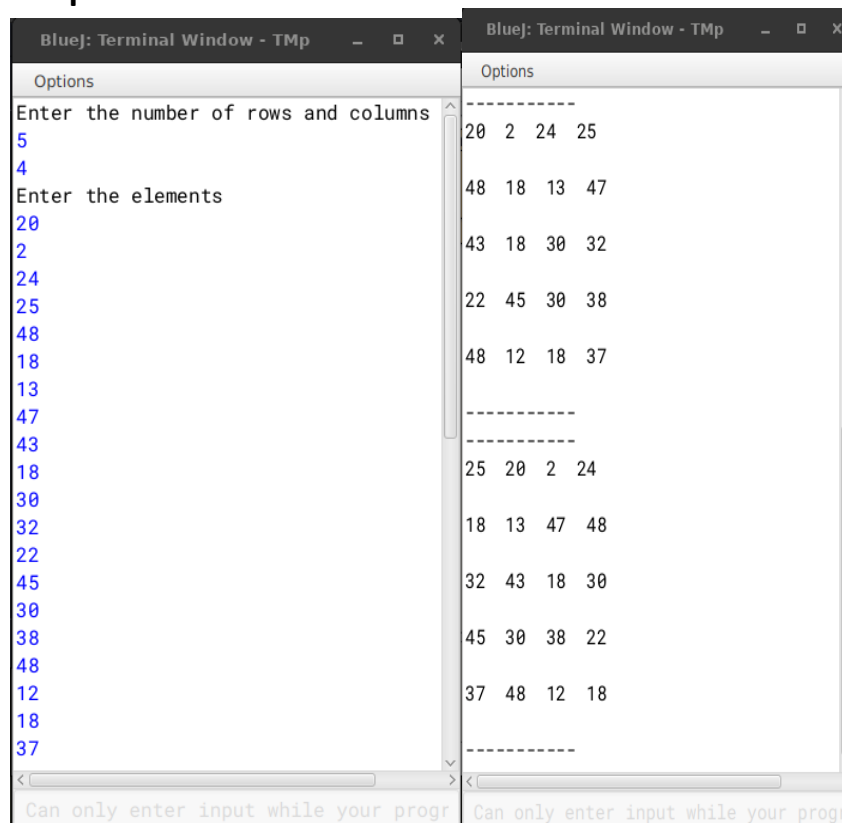 BlueJ: Terminal Window - TMp
Options
Enter the number of rows and columns
5
4
Enter the elements
20
2
24
25
48
18
13
47
43
18
30
32
22
45
30
38
48
12
18
37
Can only enter input while your progr
BlueJ: Terminal Window - TMp
Options
-----------
20 2 24 25
48 18 13 47
43 18 30 32
22 45 30 38
48 12 18 37
-----------
-----------
25 20 2 24
18 13 47 48
32 43 18 30
45 30 38 22
37 48 12 18
-----------
Can only enter input while your progr